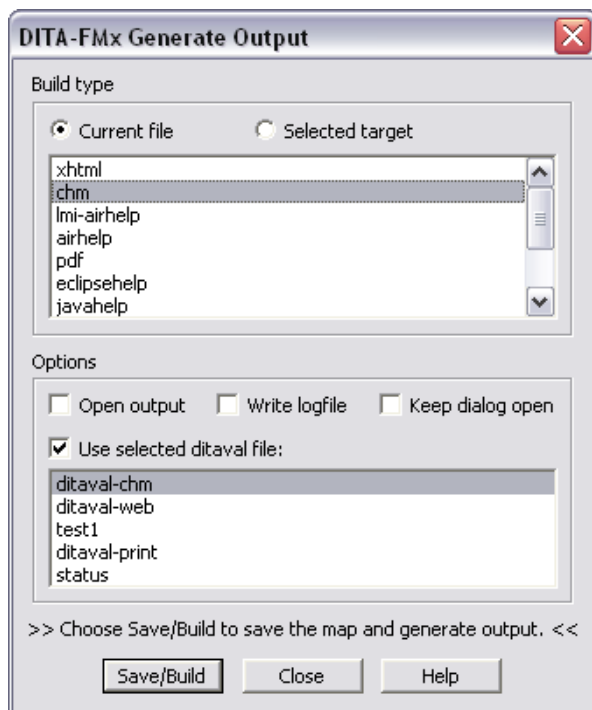 DITA-FMx Generate Output
Build type
Current file Selected target
xhtml
chm
lmi-airhelp
airhelp
pdf
eclipsehelp
javahelp
Options
Open output Write logfile Keep dialog open
Use selected ditaval file:
ditaval-chm
ditaval-web
test1
ditaval-print
status
>> Choose Save/Build to save the map and generate output. <<
Save/Build Close Help